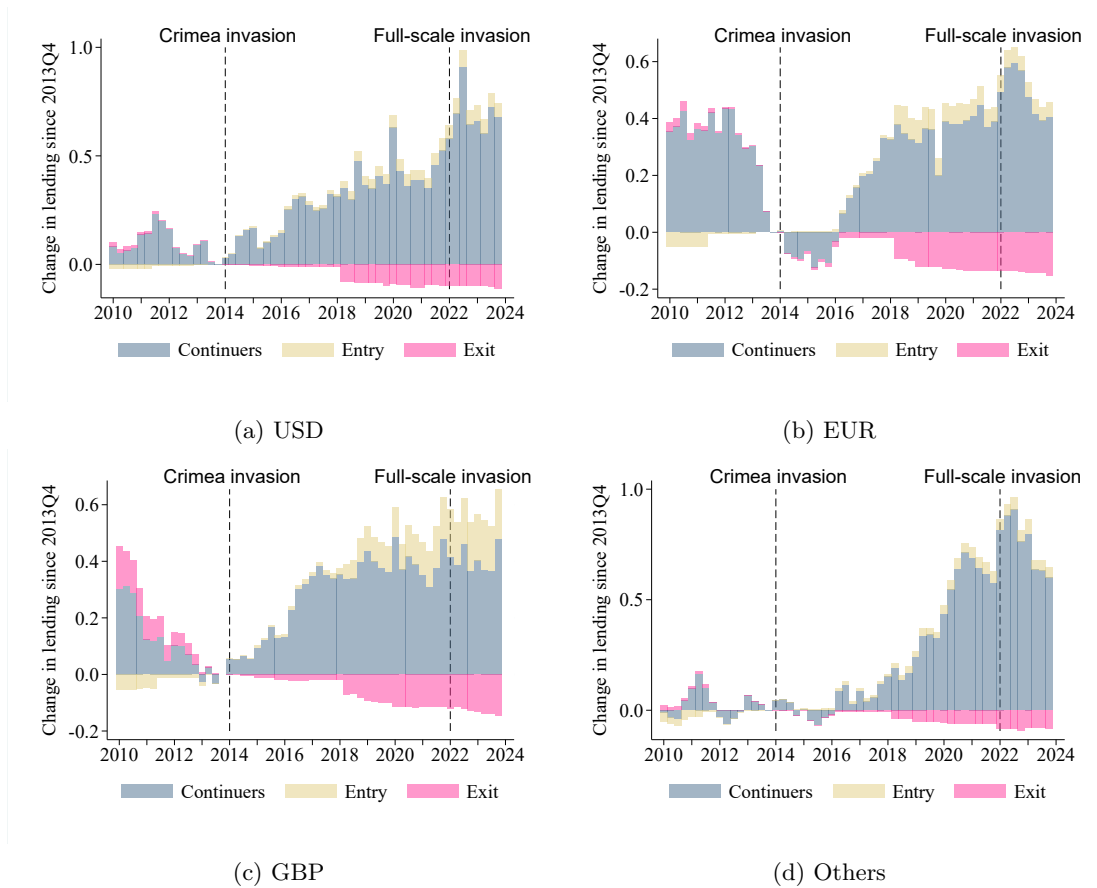 Crimea invasion Full-scale invasion
Change in lending since 2013Q4
1.0
0.5
0.0
2010 2012 2014 2016 2018 2020 2022 2024
Continuers Entry Exit
(a) USD
Crimea invasion Full-scale invasion
Change in lending since 2013Q4
0.6
0.4
0.2
0.0
-0.2
2010 2012 2014 2016 2018 2020 2022 2024
Continuers Entry Exit
(b) EUR
Crimea invasion Full-scale invasion
Change in lending since 2013Q4
0.6
0.4
0.2
0.0
-0.2
2010 2012 2014 2016 2018 2020 2022 2024
Continuers Entry Exit
(c) GBP
Crimea invasion Full-scale invasion
Change in lending since 2013Q4
1.0
0.5
0.0
2010 2012 2014 2016 2018 2020 2022 2024
Continuers Entry Exit
(d) Others